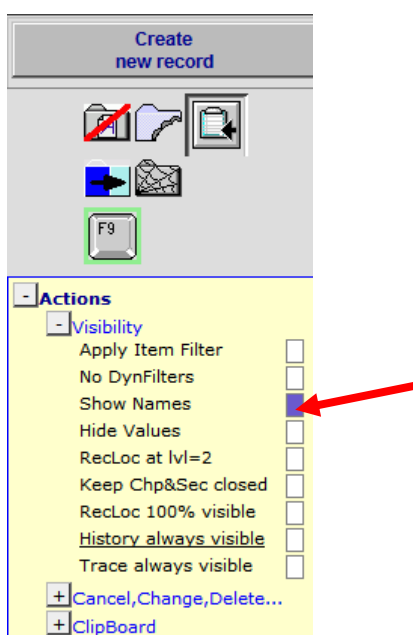 Create
new record
A
F9
- Actions
- Visibility
Apply Item Filter
No DynFilters
Show Names
Hide Values
RecLoc at lvl=2
Keep Chp&Sec closed
RecLoc 100% visible
History always visible
Trace always visible
+ Cancel,Change,Delete...
+ ClipBoard